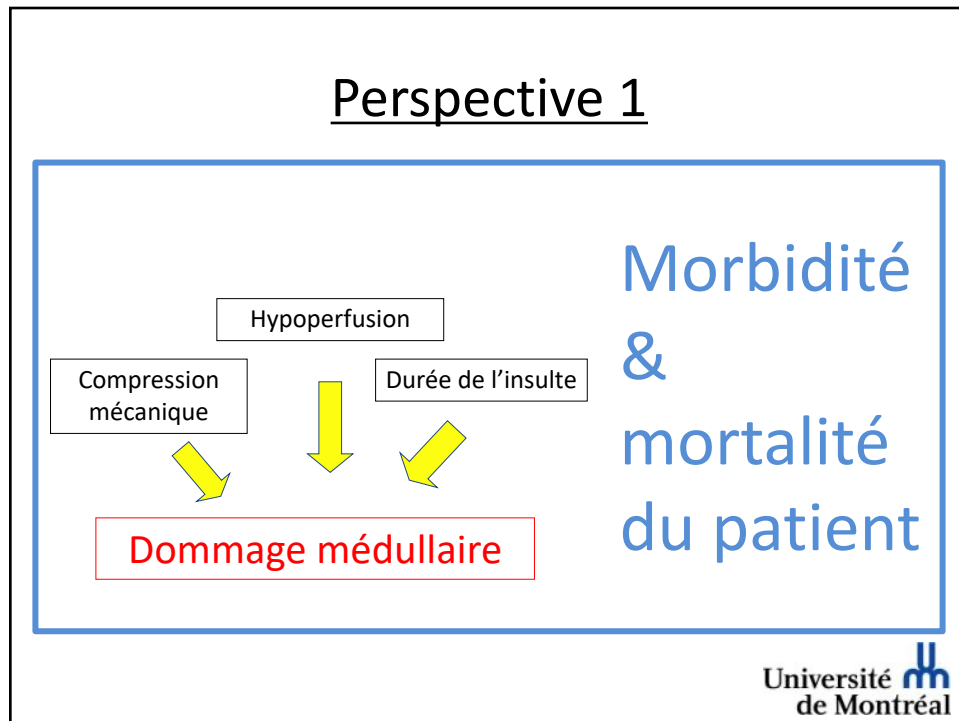 Perspective 1
Hypoperfusion
Compression
mécanique
Durée de l'insulte
Dommage médullaire
Morbidité
&
mortalité
du patient
Université
de Montréal